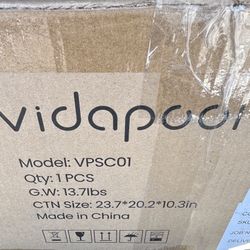 vidapool
Model: VPSC01
Qty: 1 PCS
G.W: 13.7lbs
CTN Size: 23.7*20.2*10.3in
Made in China